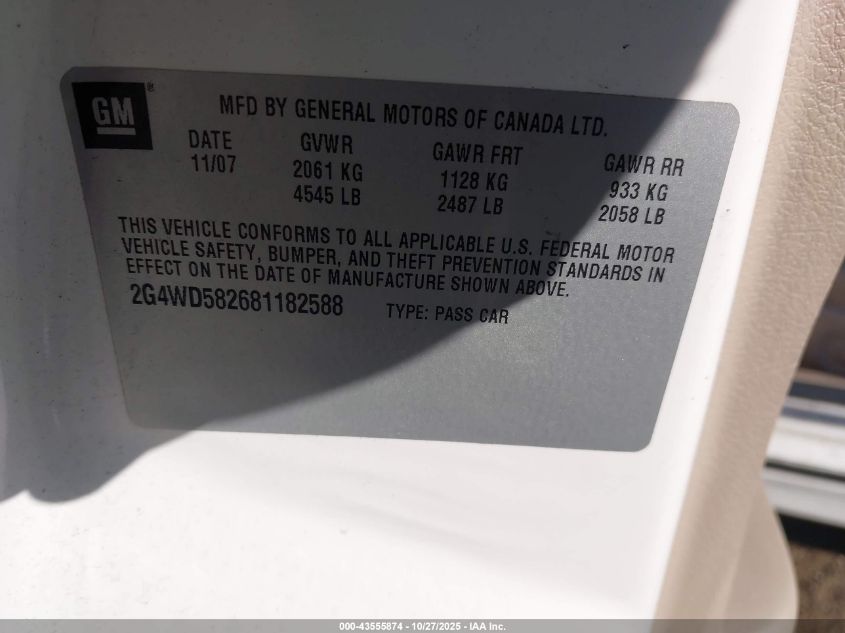 GM ®
MFD BY GENERAL MOTORS OF CANADA LTD.
DATE GVWR GAWR FRT GAWR RR
11/07 2061 KG 1128 KG 933 KG
4545 LB 2487 LB 2058 LB
THIS VEHICLE CONFORMS TO ALL APPLICABLE U.S. FEDERAL MOTOR
VEHICLE SAFETY, BUMPER, AND THEFT PREVENTION STANDARDS IN
EFFECT ON THE DATE OF MANUFACTURE SHOWN ABOVE.
2G4WD582681182588 TYPE: PASS CAR
000-43555874 | 10/27/2025 - IAA Inc.